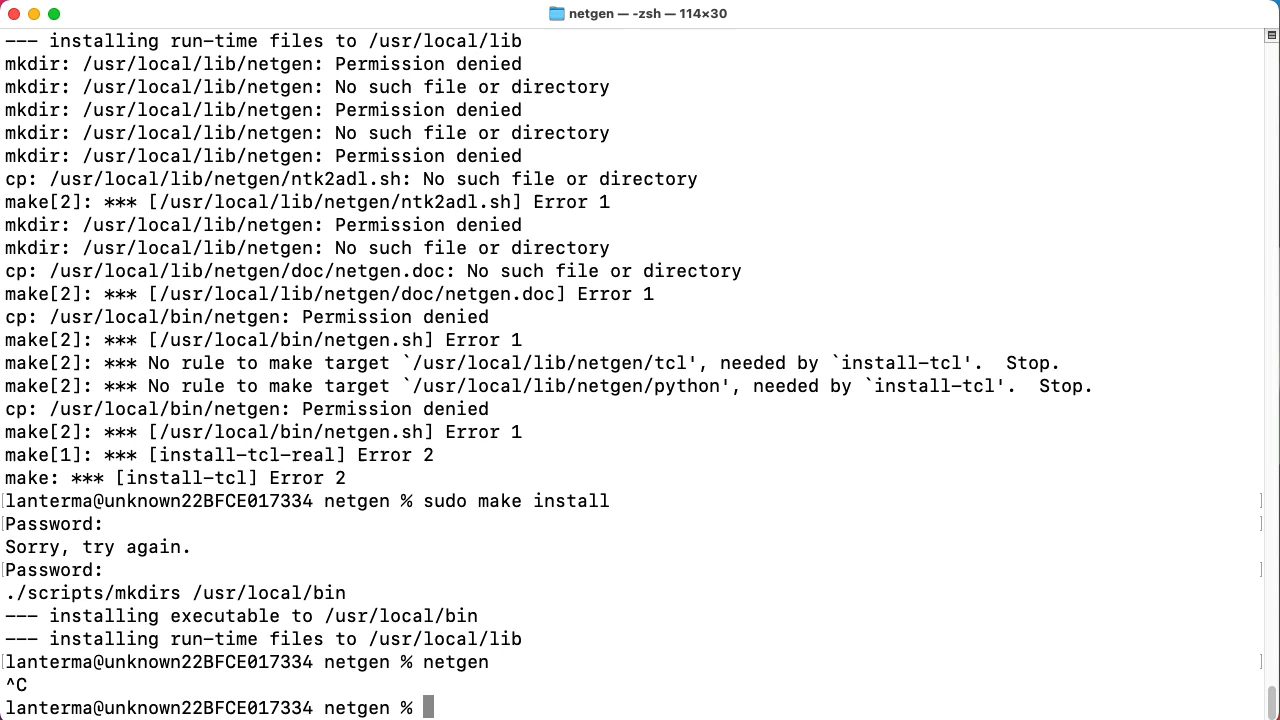 netgen — -zsh — 114×30
--- installing run-time files to /usr/local/lib
mkdir: /usr/local/lib/netgen: Permission denied
mkdir: /usr/local/lib/netgen: No such file or directory
mkdir: /usr/local/lib/netgen: Permission denied
mkdir: /usr/local/lib/netgen: No such file or directory
mkdir: /usr/local/lib/netgen: Permission denied
cp: /usr/local/lib/netgen/ntk2adl.sh: No such file or directory
make[2]: *** [/usr/local/lib/netgen/ntk2adl.sh] Error 1
mkdir: /usr/local/lib/netgen: Permission denied
mkdir: /usr/local/lib/netgen: No such file or directory
cp: /usr/local/lib/netgen/doc/netgen.doc: No such file or directory
make[2]: *** [/usr/local/lib/netgen/doc/netgen.doc] Error 1
cp: /usr/local/bin/netgen: Permission denied
make[2]: *** [/usr/local/bin/netgen.sh] Error 1
make[2]: *** No rule to make target `/usr/local/lib/netgen/tcl', needed by `install-tcl'.  Stop.
make[2]: *** No rule to make target `/usr/local/lib/netgen/python', needed by `install-tcl'.  Stop.
cp: /usr/local/bin/netgen: Permission denied
make[2]: *** [/usr/local/bin/netgen.sh] Error 1
make[1]: *** [install-tcl-real] Error 2
make: *** [install-tcl] Error 2
[lanterma@unknown22BFCE017334 netgen % sudo make install ]
[Password: ]
Sorry, try again.
[Password: ]
./scripts/mkdirs /usr/local/bin
--- installing executable to /usr/local/bin
--- installing run-time files to /usr/local/lib
[lanterma@unknown22BFCE017334 netgen % netgen ]
^C
lanterma@unknown22BFCE017334 netgen %